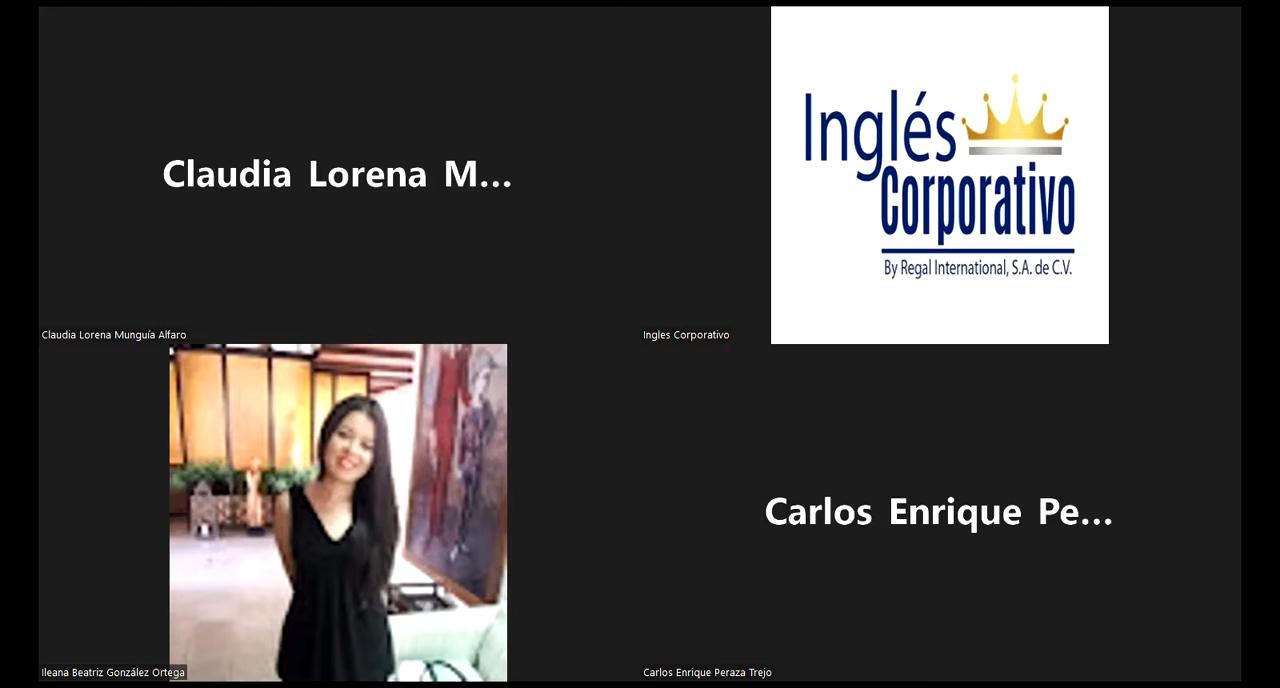 Claudia Lorena M...
Claudia Lorena Munguía Alfaro
Inglés
Corporativo
By Regal International, S.A. de C.V.
Ingles Corporativo
Ileana Beatriz González Ortega
Carlos Enrique Pe...
Carlos Enrique Peraza Trejo